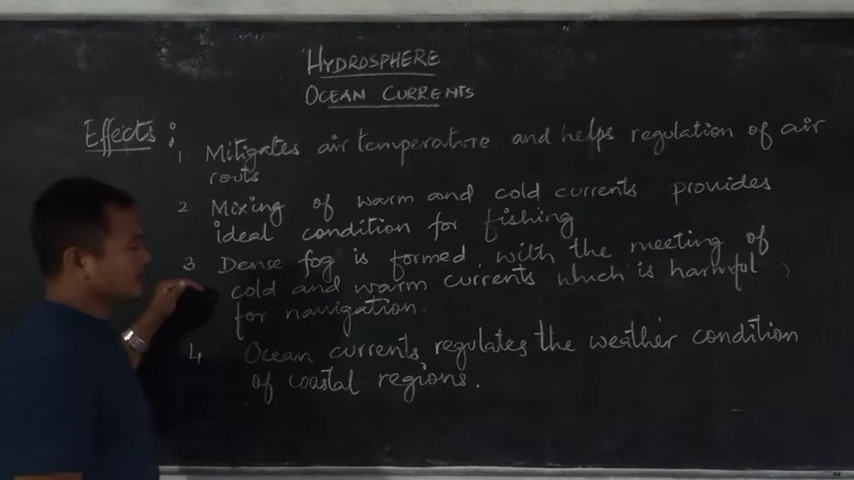 HYDROSPHERE
OCEAN CURRENTS
Effects :
1. Mitigates air temperature and helps regulation of air
routs
2. Mixing of warm and cold currents provides
ideal condition for fishing
3 Dense fog is formed with the meeting of
cold and warm currents which is harmful
for navigation.
4 Ocean currents regulates the weather condition
of coastal regions.